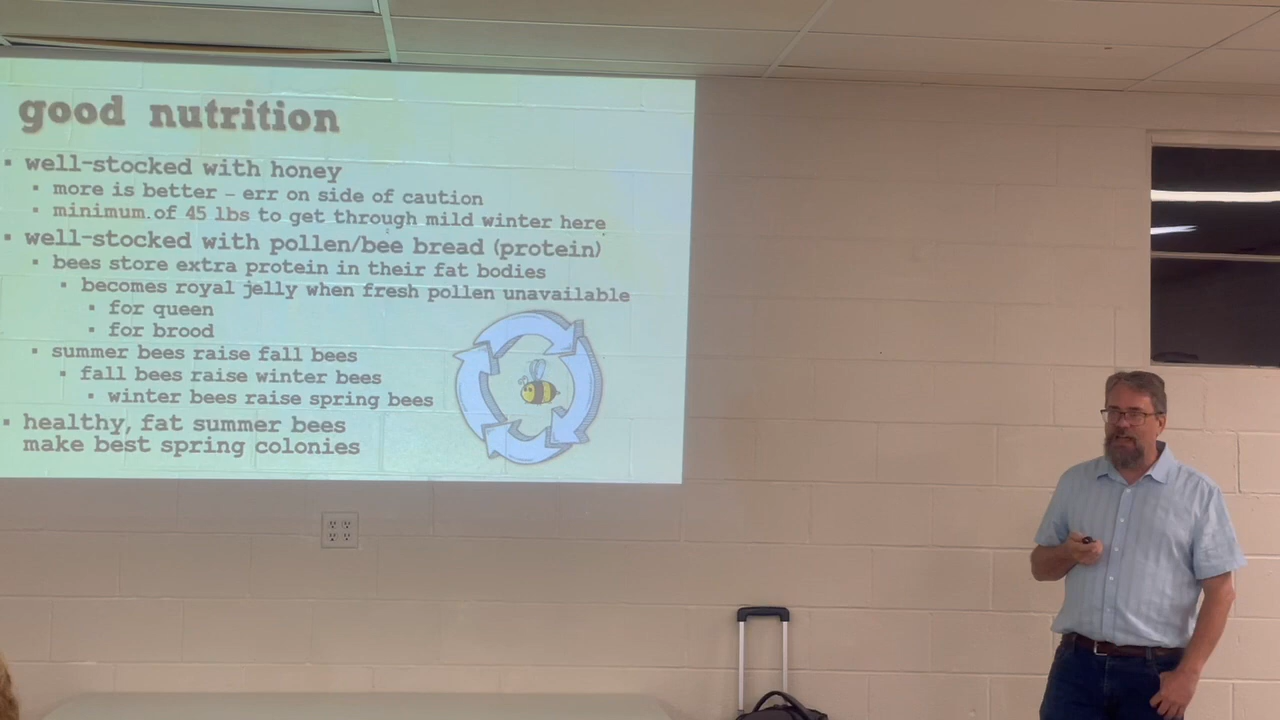 good nutrition
▪ well-stocked with honey
▪ more is better – err on side of caution
▪ minimum of 45 lbs to get through mild winter here
▪ well-stocked with pollen/bee bread (protein)
▪ bees store extra protein in their fat bodies
▪ becomes royal jelly when fresh pollen unavailable
▪ for queen
▪ for brood
▪ summer bees raise fall bees
▪ fall bees raise winter bees
▪ winter bees raise spring bees
▪ healthy, fat summer bees
make best spring colonies